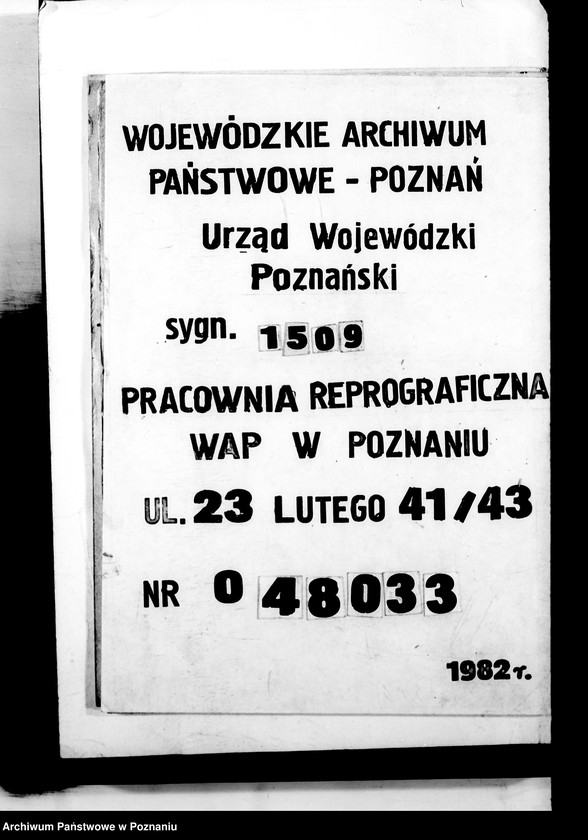 WOJEWÓDZKIE ARCHIWUM
PAŃSTWOWE - POZNAŃ
Urząd Wojewódzki
Poznański
sygn. 1509
PRACOWNIA REPROGRAFICZNA
WAP W POZNANIU
UL. 23 LUTEGO 41/43
NR 0 48033
1982 r.
Archiwum Państwowe w Poznaniu